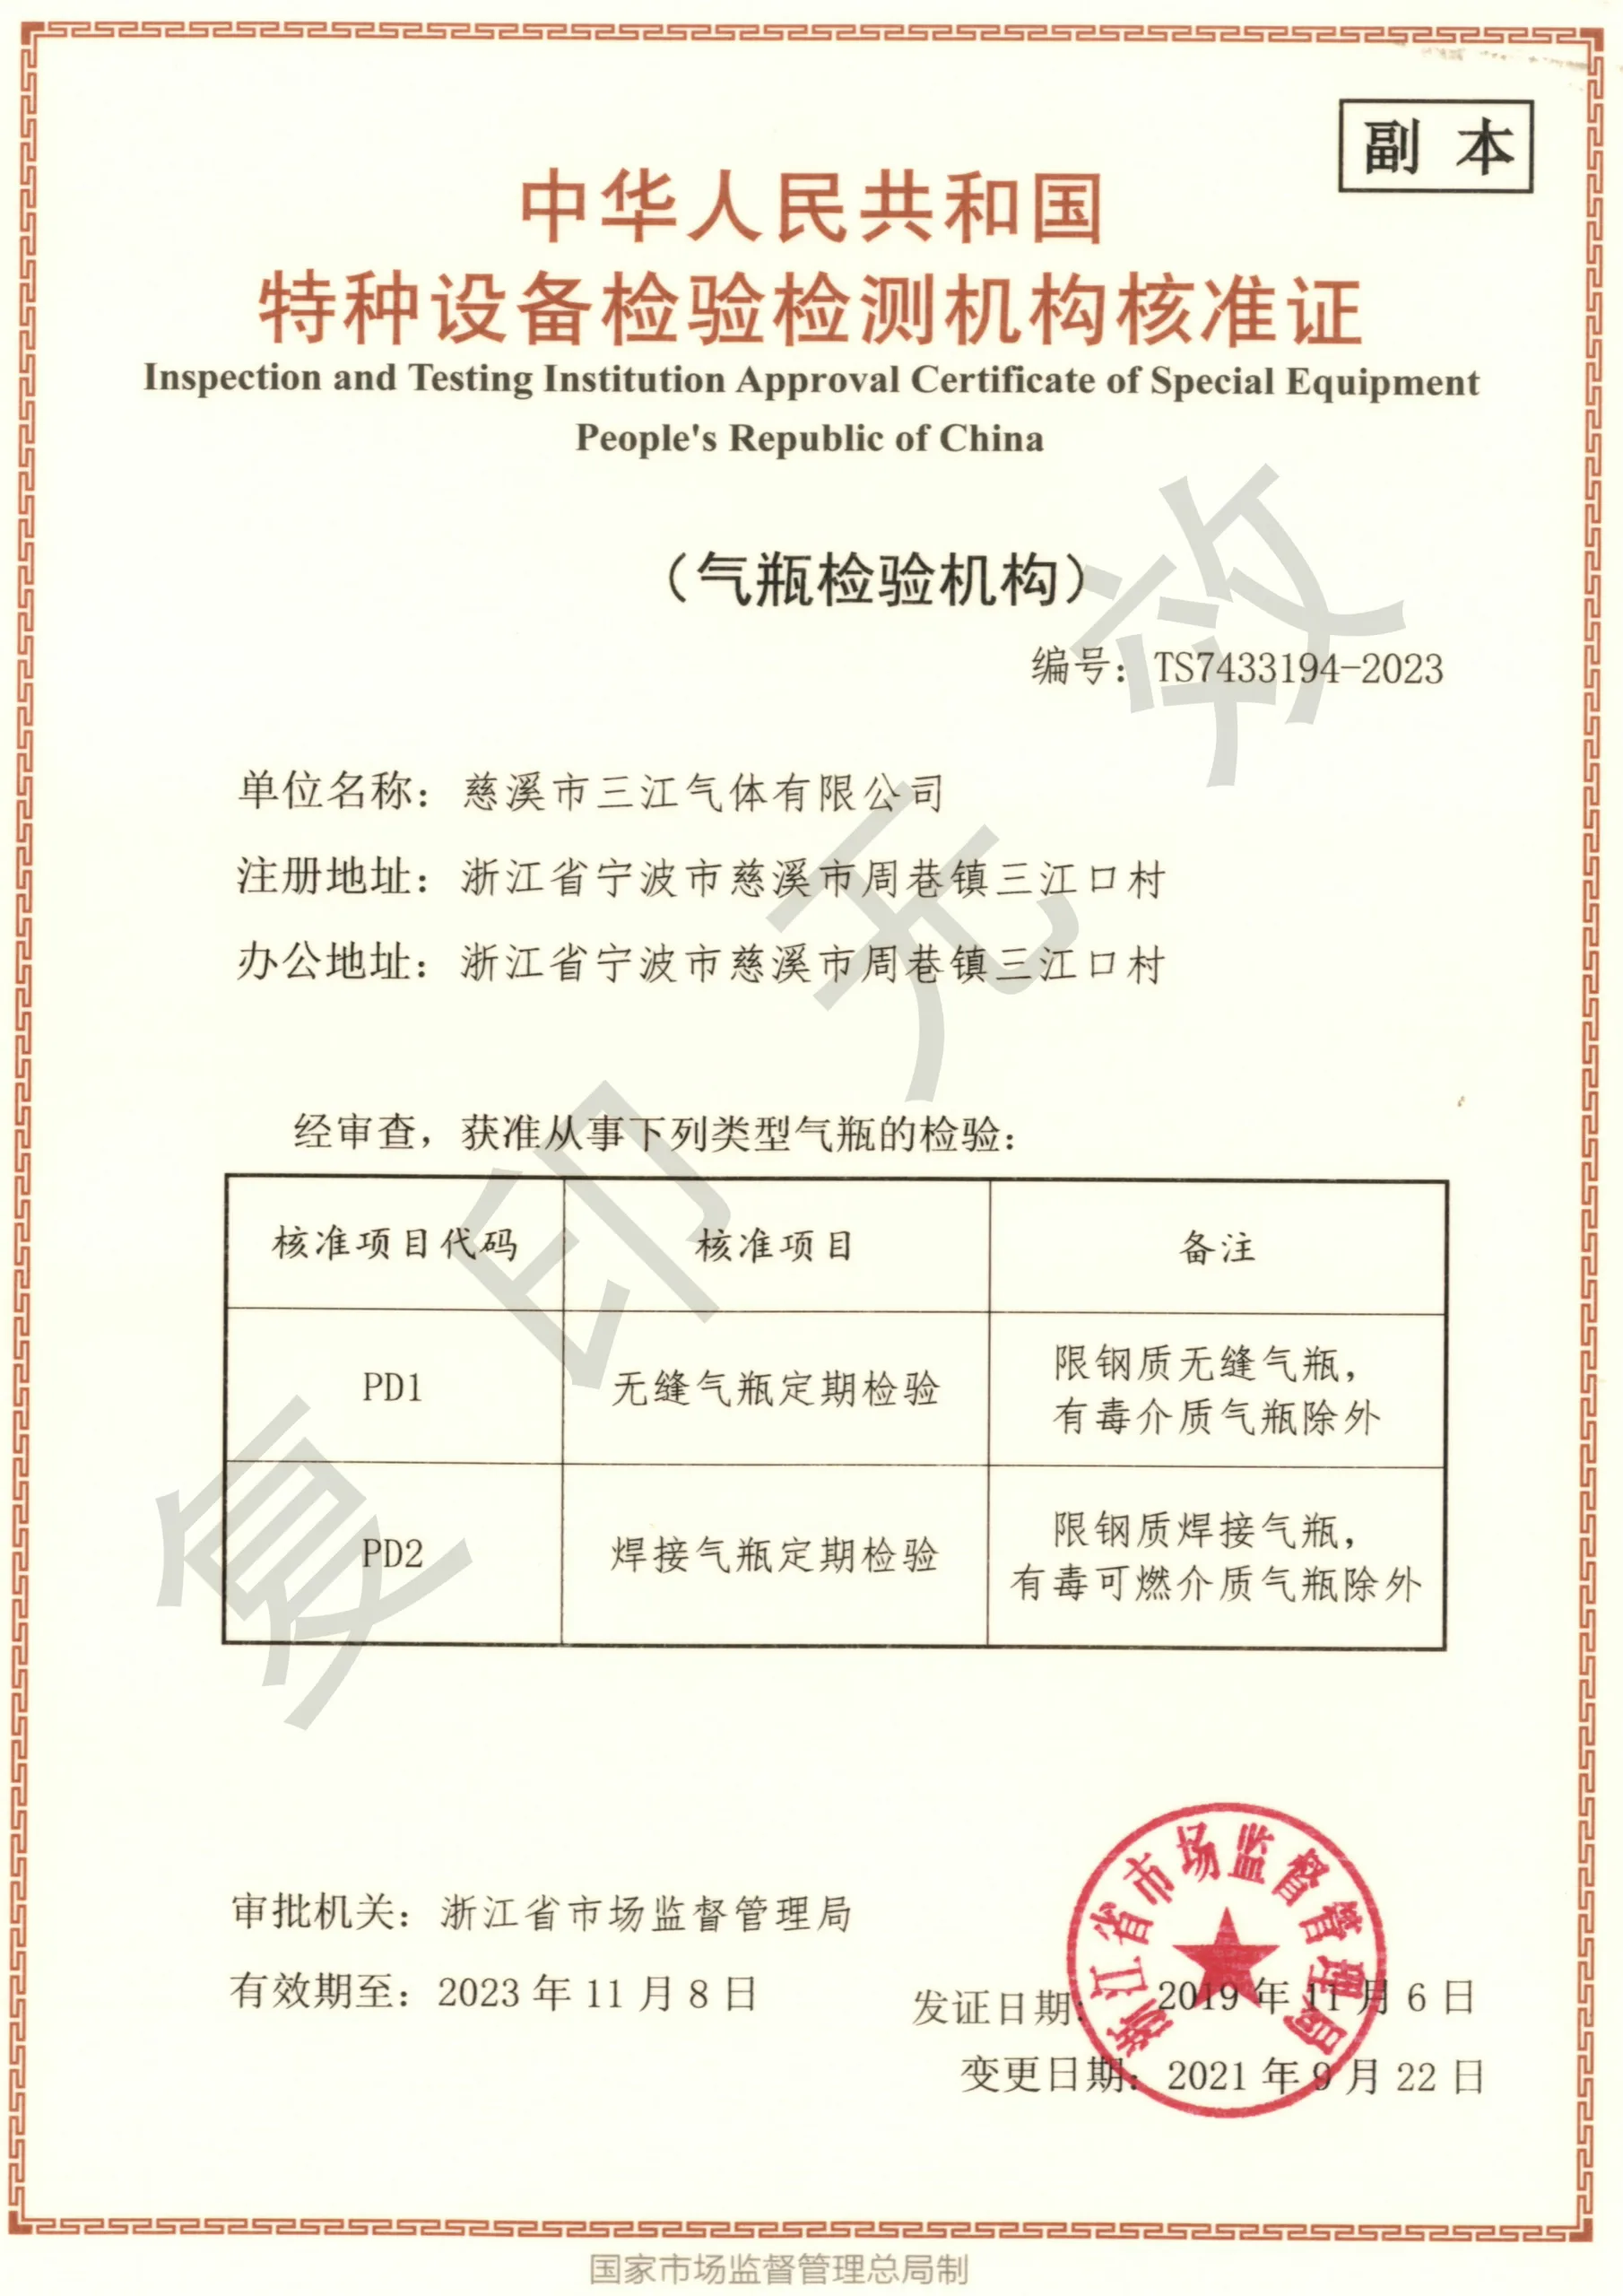 副 本
中华人民共和国
特种设备检验检测机构核准证
Inspection and Testing Institution Approval Certificate of Special Equipment
People's Republic of China
（气瓶检验机构）
编号：TS7433194-2023
单位名称：慈溪市三江气体有限公司
注册地址：浙江省宁波市慈溪市周巷镇三江口村
办公地址：浙江省宁波市慈溪市周巷镇三江口村
经审查，获准从事下列类型气瓶的检验：
核准项目代码 核准项目 备注
PD1 无缝气瓶定期检验 限钢质无缝气瓶，
有毒介质气瓶除外
PD2 焊接气瓶定期检验 限钢质焊接气瓶，
有毒可燃介质气瓶除外
复印无效
审批机关：浙江省市场监督管理局
有效期至：2023 年 11 月 8 日
发证日期：2019 年 11 月 6 日
变更日期：2021 年 9 月 22 日
浙江省市场监督管理局
国家市场监督管理总局制